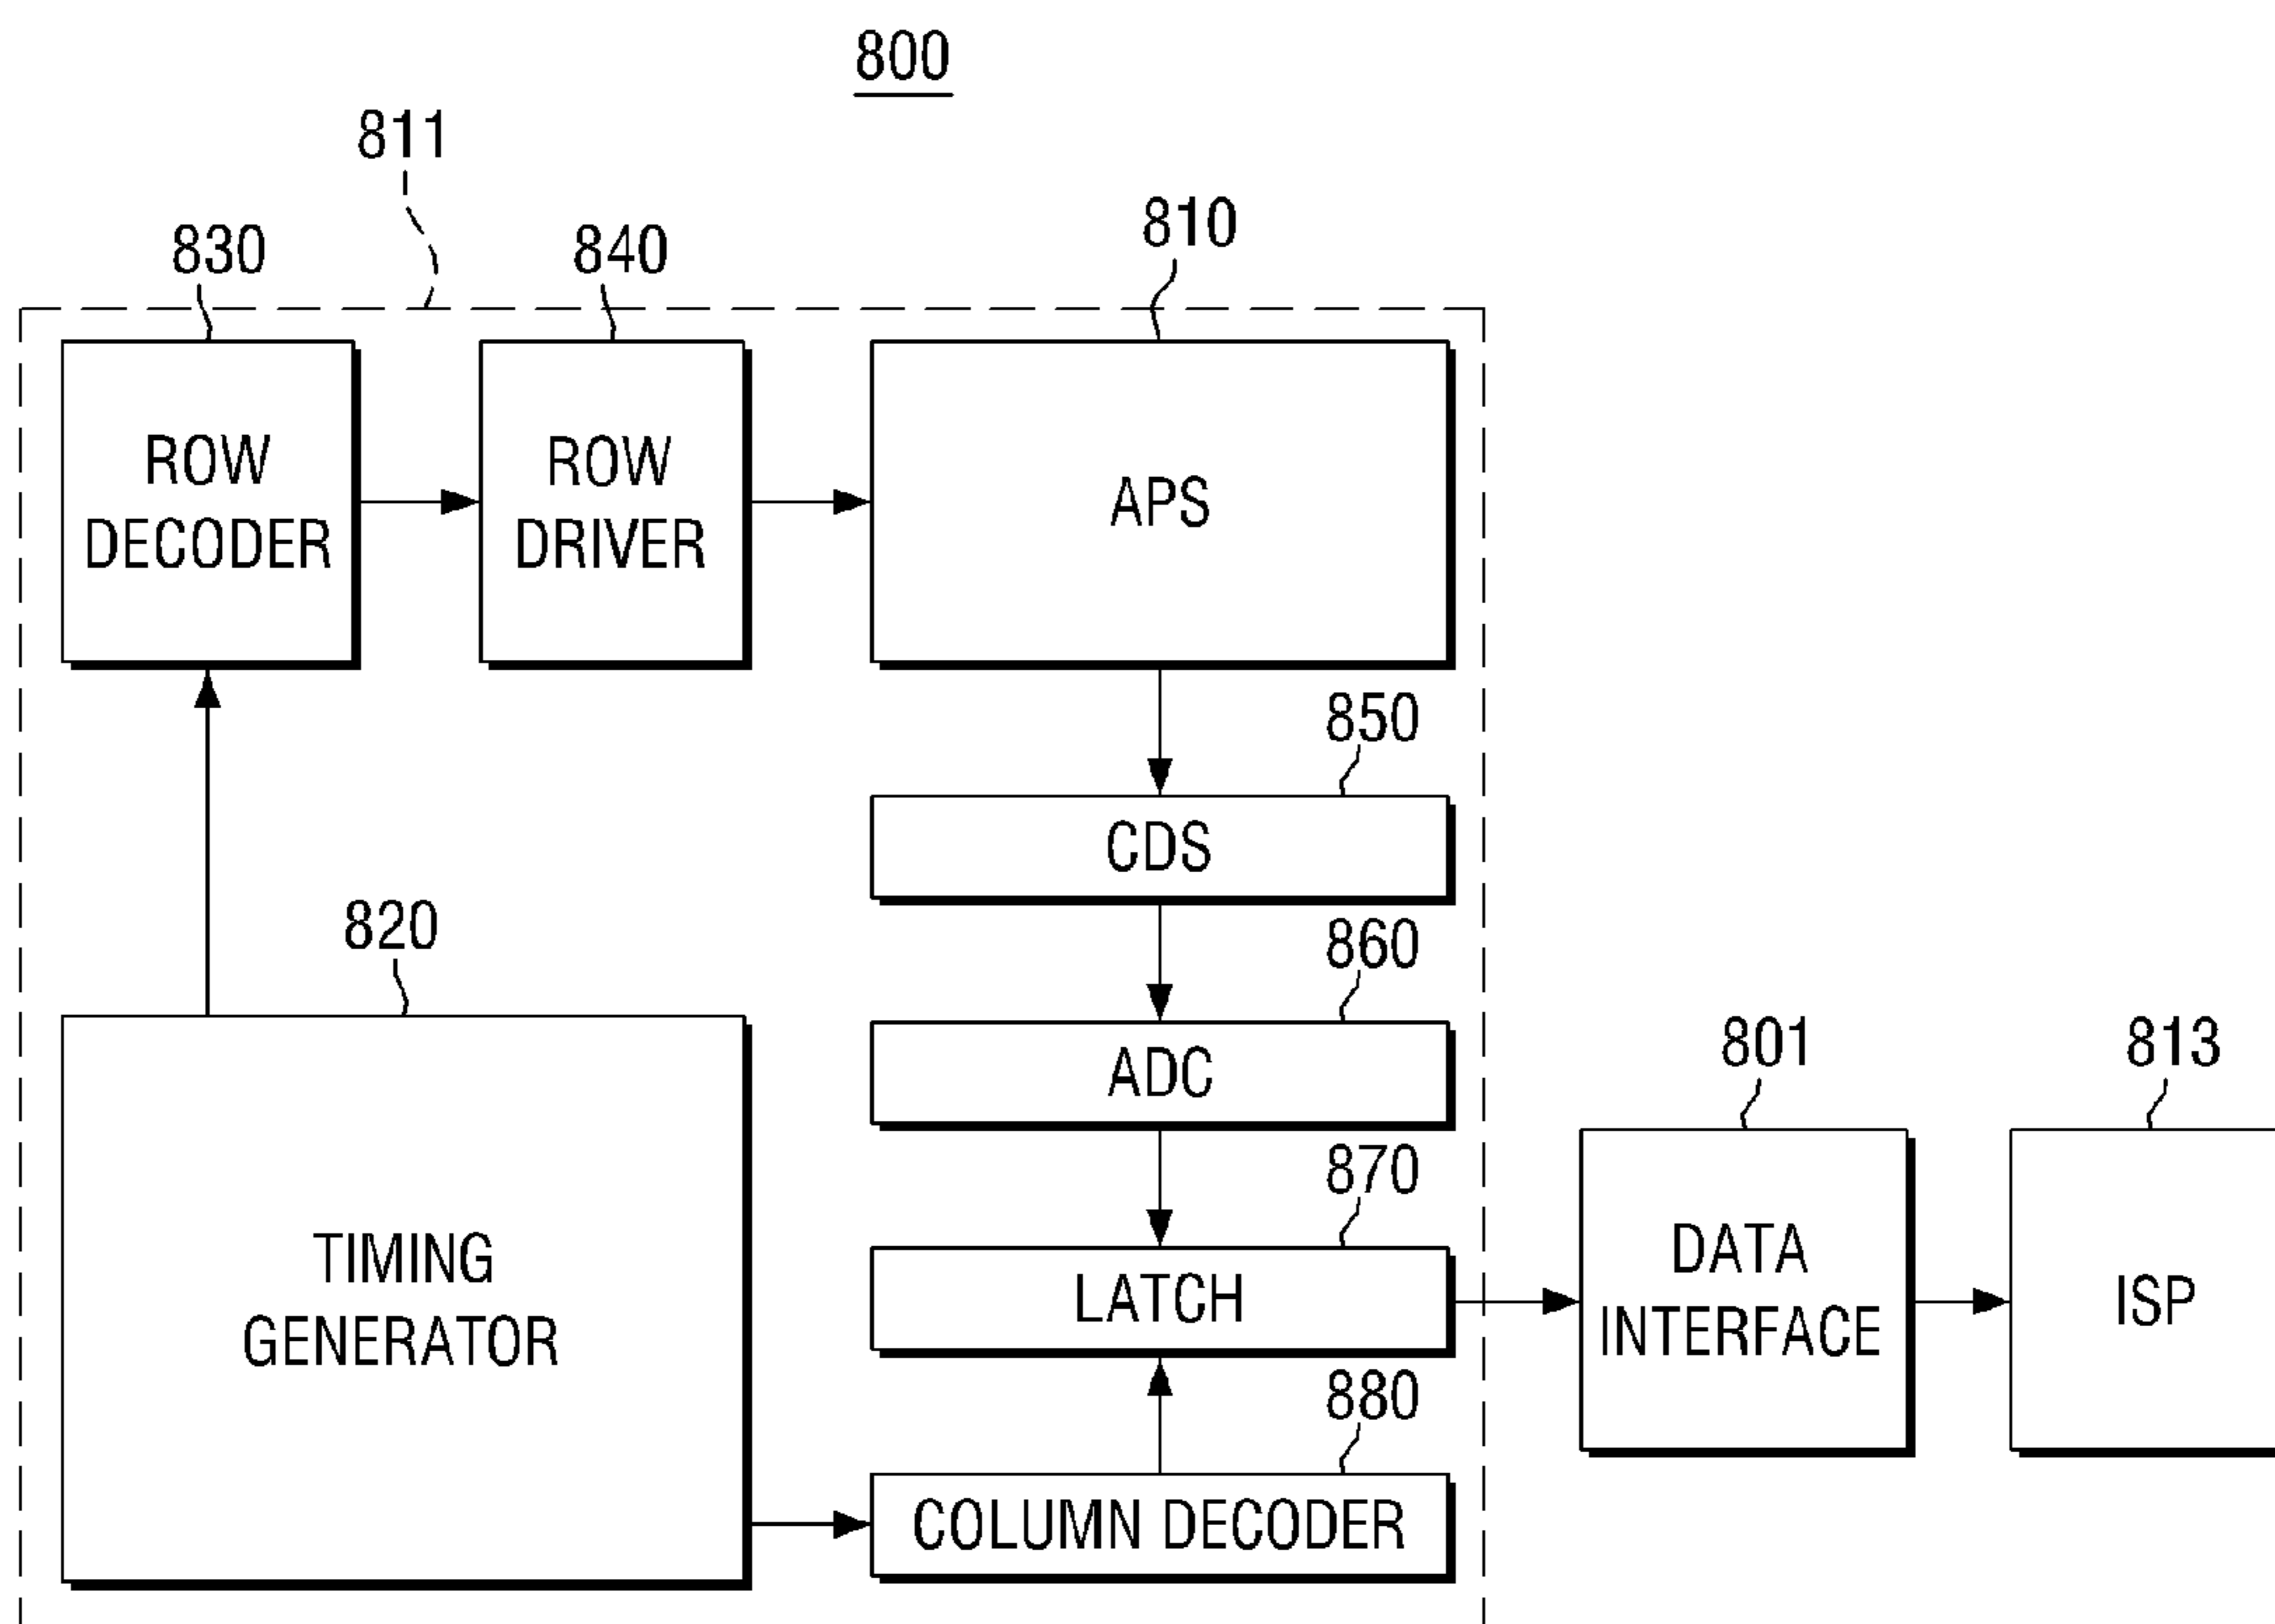 800
811
830
840
810
ROW
DECODER
ROW
DRIVER
APS
850
CDS
820
860
ADC
801
813
870
TIMING
GENERATOR
LATCH
DATA
INTERFACE
ISP
880
COLUMN DECODER